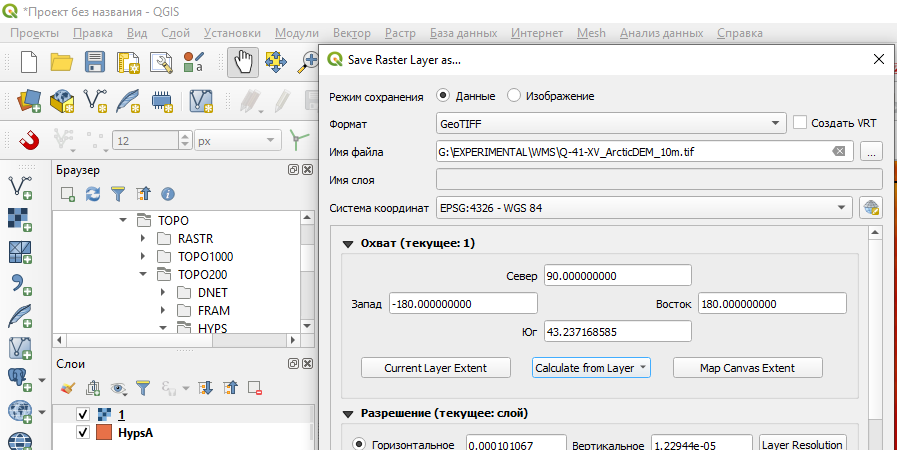 *Проект без названия - QGIS
Проекты Правка Вид Слой Установки Модули Вектор Растр База данных Интернет Mesh Анализ данных Справка
Save Raster Layer as...
Режим сохранения Данные Изображение
Формат GeoTIFF Создать VRT
12 px
Имя файла G:\EXPERIMENTAL\WMS\Q-41-XV_ArcticDEM_10m.tif ...
Браузер
Имя слоя
Система координат EPSG:4326 - WGS 84
TOPO
RASTR
TOPO1000
TOPO200
DNET
FRAM
HYPS
Охват (текущее: 1)
Север 90.000000000
Запад -180.000000000 Восток 180.000000000
Юг 43.237168585
Current Layer Extent Calculate from Layer Map Canvas Extent
Слои
1
HypsA
Разрешение (текущее: слой)
Горизонтальное 0.000101067 Вертикальное 1.22944e-05 Layer Resolution